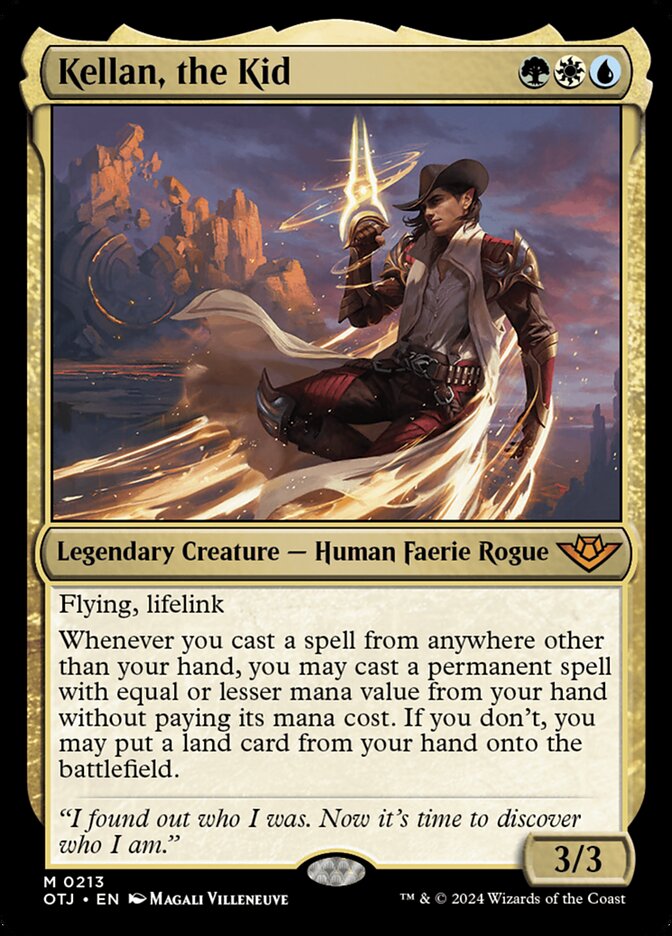 Kellan, the Kid
Legendary Creature — Human Faerie Rogue
Flying, lifelink
Whenever you cast a spell from anywhere other
than your hand, you may cast a permanent spell
with equal or lesser mana value from your hand
without paying its mana cost. If you don't, you
may put a land card from your hand onto the
battlefield.
“I found out who I was. Now it's time to discover
who I am.”
3/3
M 0213
OTJ • EN Magali Villeneuve
™ & © 2024 Wizards of the Coast